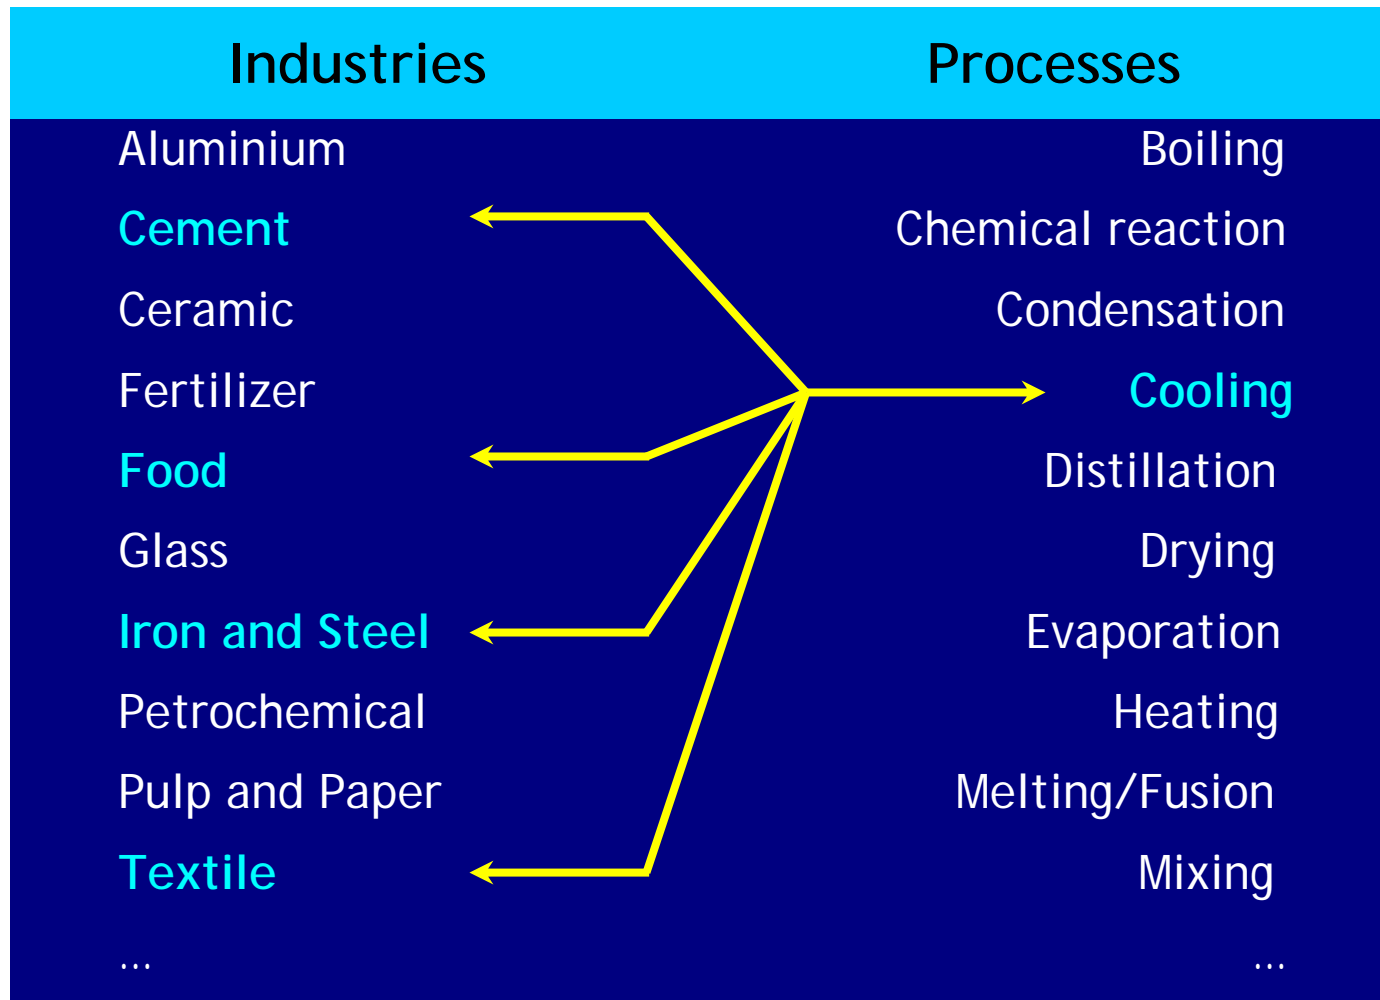 Industries Processes
Aluminium Boiling
Cement Chemical reaction
Ceramic Condensation
Fertilizer Cooling
Food Distillation
Glass Drying
Iron and Steel Evaporation
Petrochemical Heating
Pulp and Paper Melting/Fusion
Textile Mixing
... ...